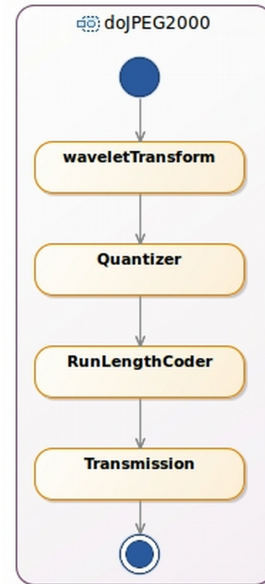 doJPEG2000
waveletTransform
Quantizer
RunLengthCoder
Transmission